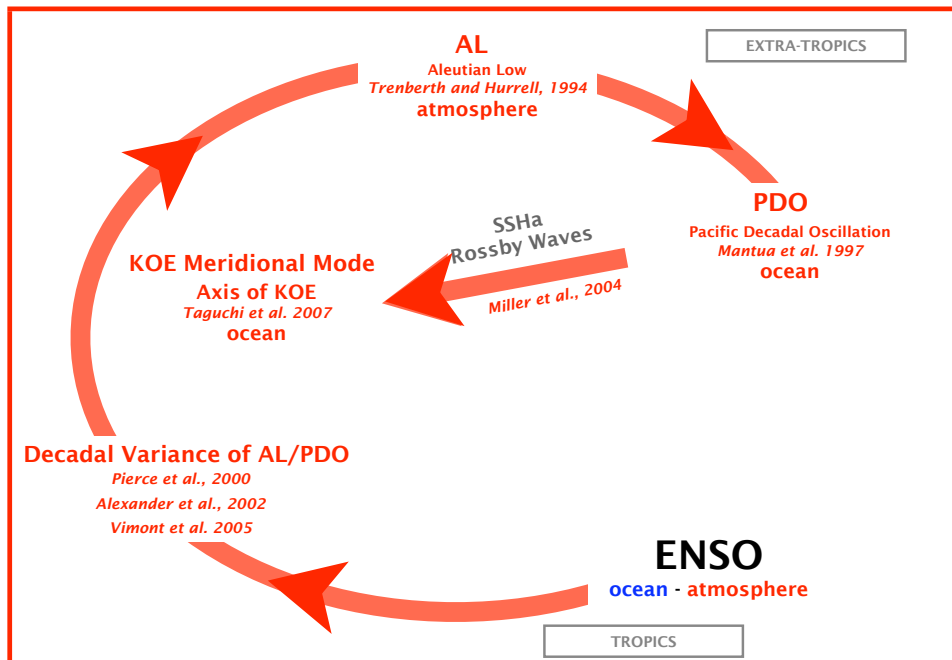 AL
Aleutian Low
Trenberth and Hurrell, 1994
atmosphere
EXTRA-TROPICS
PDO
Pacific Decadal Oscillation
Mantua et al. 1997
ocean
SSHa
Rossby Waves
Miller et al., 2004
KOE Meridional Mode
Axis of KOE
Taguchi et al. 2007
ocean
Decadal Variance of AL/PDO
Pierce et al., 2000
Alexander et al., 2002
Vimont et al. 2005
ENSO
ocean - atmosphere
TROPICS